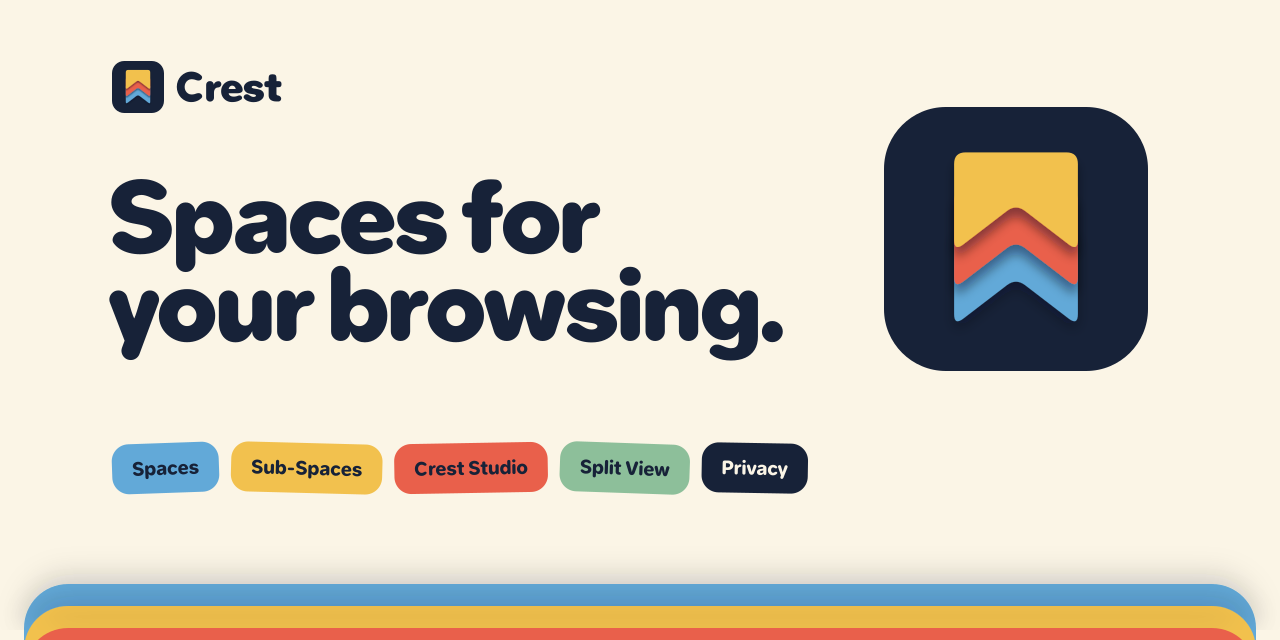 Crest
Spaces for
your browsing.
Spaces
Sub-Spaces
Crest Studio
Split View
Privacy